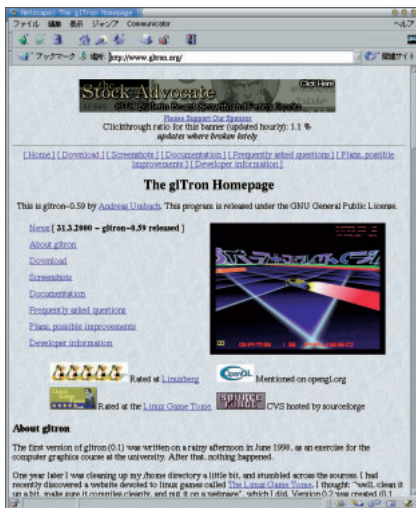 Netscape: The glTron Homepage
ファイル 編集 表示 ジャンプ Communicator ヘルプ
ブックマーク 場所: http://www.gltron.org/ 関連サイト
the Stock Advocate
Click Here
Please Support Our Sponsor
Clickthrough ratio for this banner (updated hourly): 1.1 %
updates where broken lately
[ Home ] [ Download ] [ Screenshots ] [ Documentation ] [ Frequently asked questions ] [ Plans, possible
improvements ] [ Developer information ]
The glTron Homepage
This is gltron-0.59 by Andreas Umbach. This program is released under the GNU General Public License.
News [ 31.3.2000 - gltron-0.59 released ]
About gltron
Download
Screenshots
Documentation
Frequently asked questions
Plans, possible improvements
Developer information
GAME IS PAUSED
Rated at Linuxberg
OpenGL Mentioned on opengl.org
Rated at the Linux Game Tome
SOURCE FORGE CVS hosted by sourceforge
About gltron
The first version of gltron (0.1) was written on a rainy afternoon in June 1998, as an exercise for the
computer graphics course at the university. After that, nothing happened.
One year later I was cleaning up my /home directory a little bit, and stumbled across the sources. I had
recently discovered a website devoted to linux games called The Linux Game Tome. I thought: "well, clean it
up a bit, make sure it compiles cleanly, and put it on a webpage", which I did. Version 0.2 was created (0.1